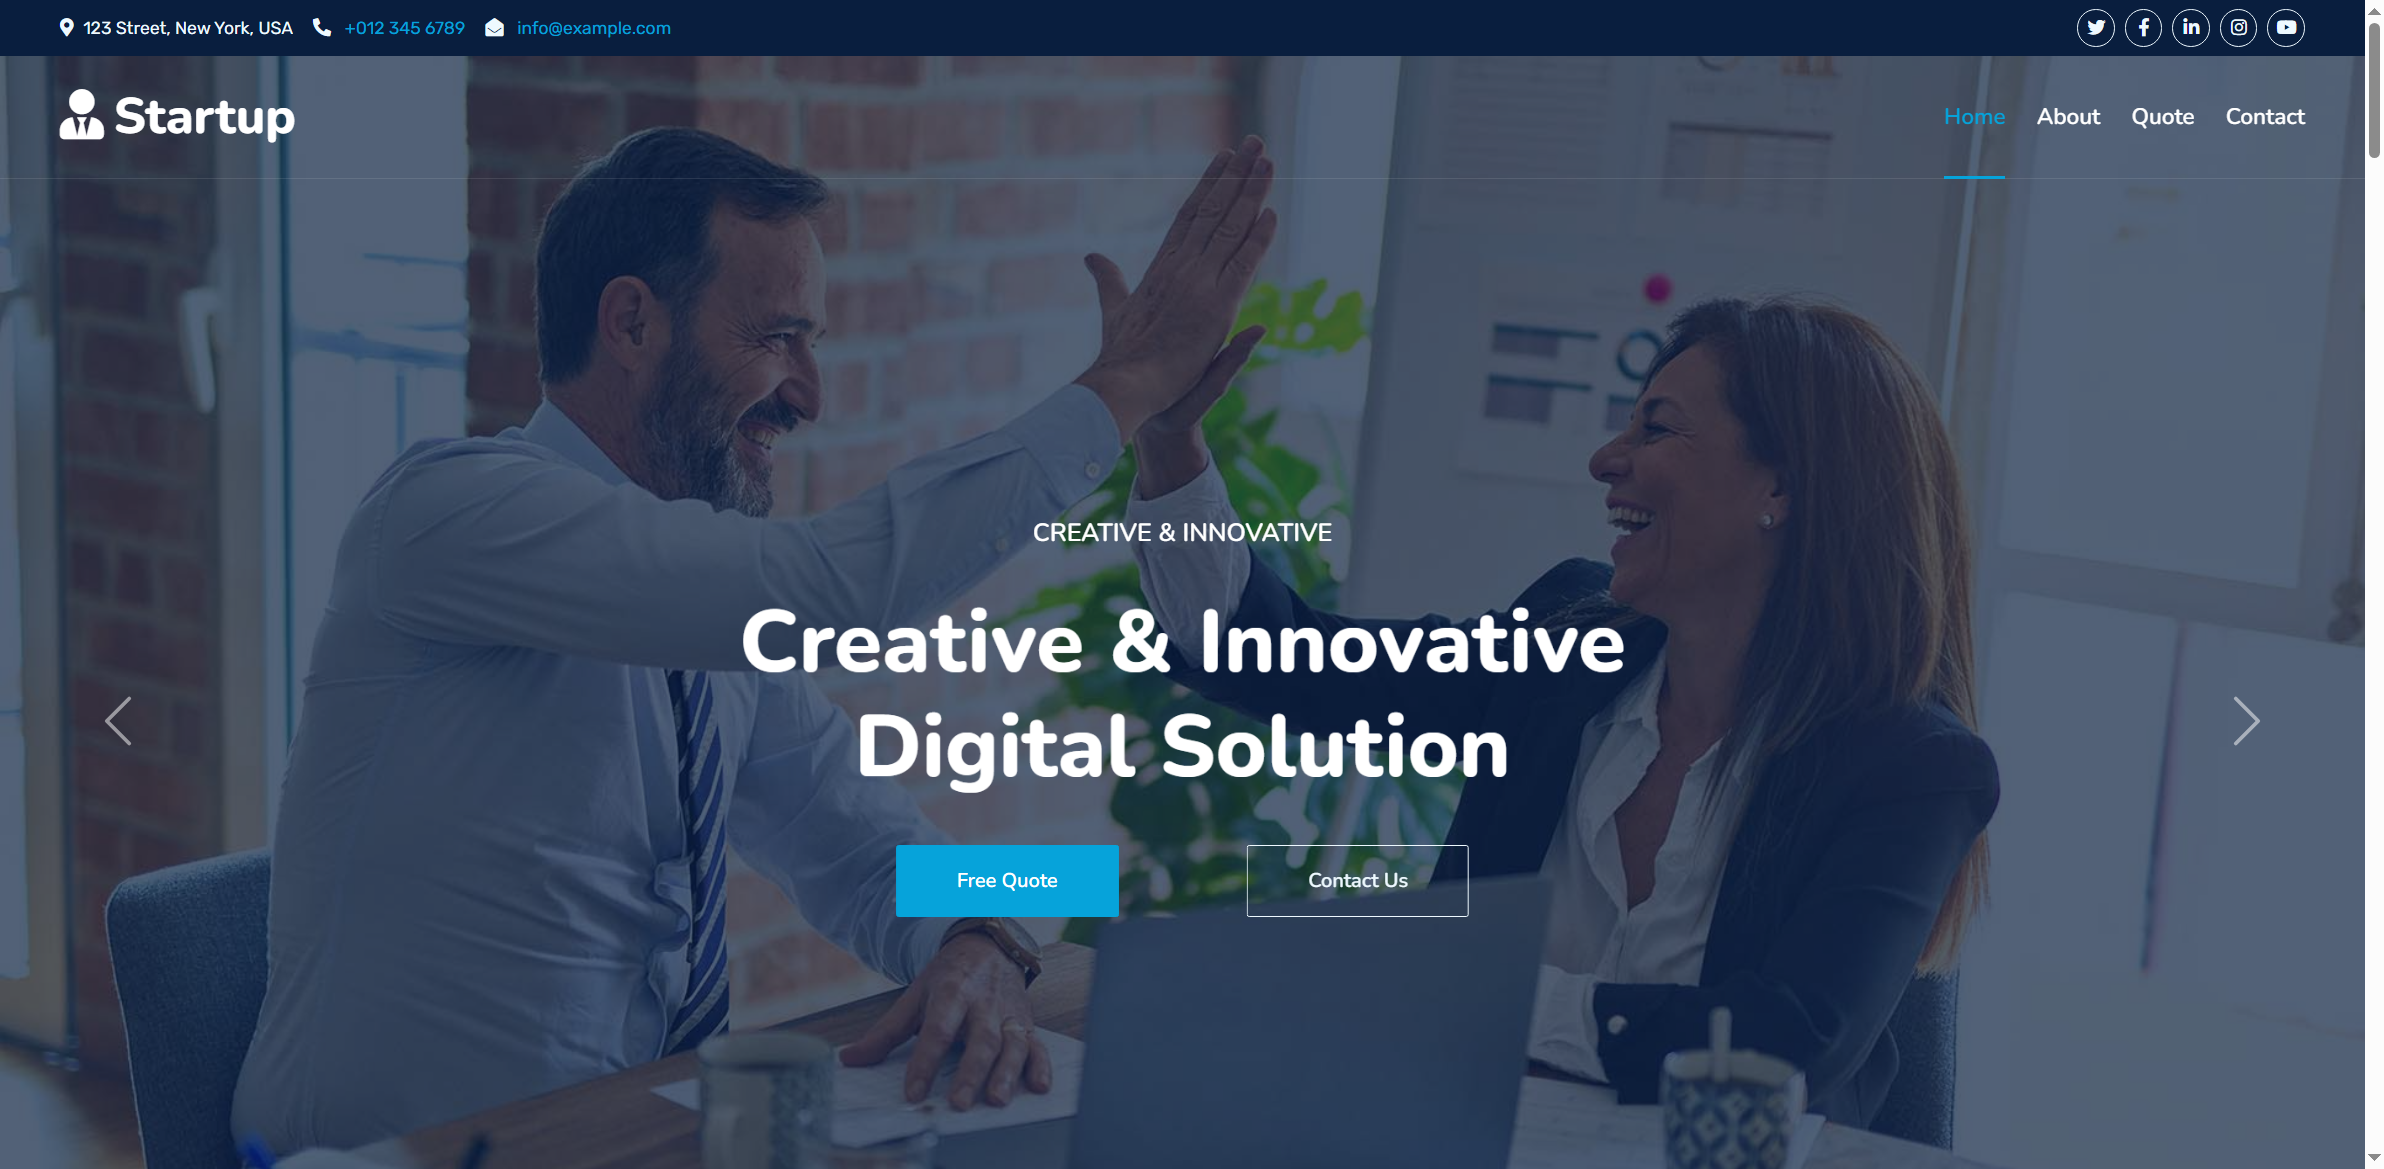 123 Street, New York, USA +012 345 6789 info@example.com
Startup
Home About Quote Contact
CREATIVE & INNOVATIVE
Creative & Innovative
Digital Solution
Free Quote Contact Us